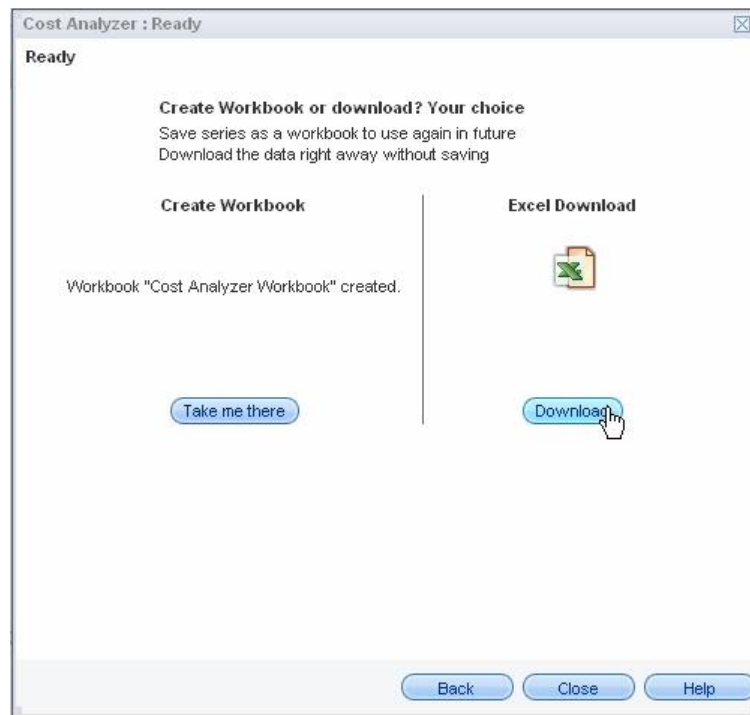 Cost Analyzer : Ready
Ready
Create Workbook or download? Your choice
Save series as a workbook to use again in future
Download the data right away without saving
Create Workbook
Excel Download
Workbook "Cost Analyzer Workbook" created.
Take me there
Download
Back
Close
Help